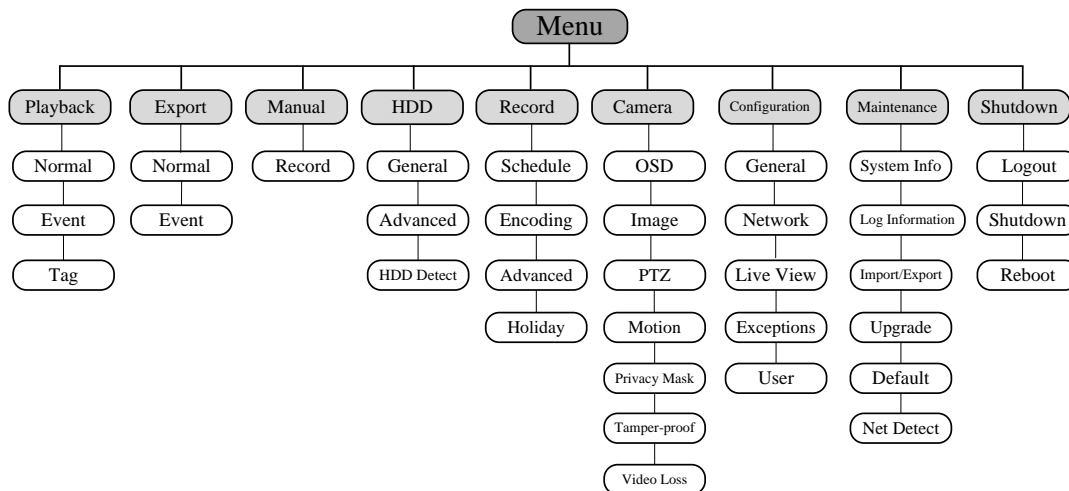 Menu
Playback
Export
Manual
HDD
Record
Camera
Configuration
Maintenance
Shutdown
Normal
Normal
Record
General
Schedule
OSD
General
System Info
Logout
Event
Event
Advanced
Encoding
Image
Network
Log Information
Shutdown
Tag
HDD Detect
Advanced
PTZ
Live View
Import/Export
Reboot
Holiday
Motion
Exceptions
Upgrade
Privacy Mask
User
Default
Tamper-proof
Net Detect
Video Loss